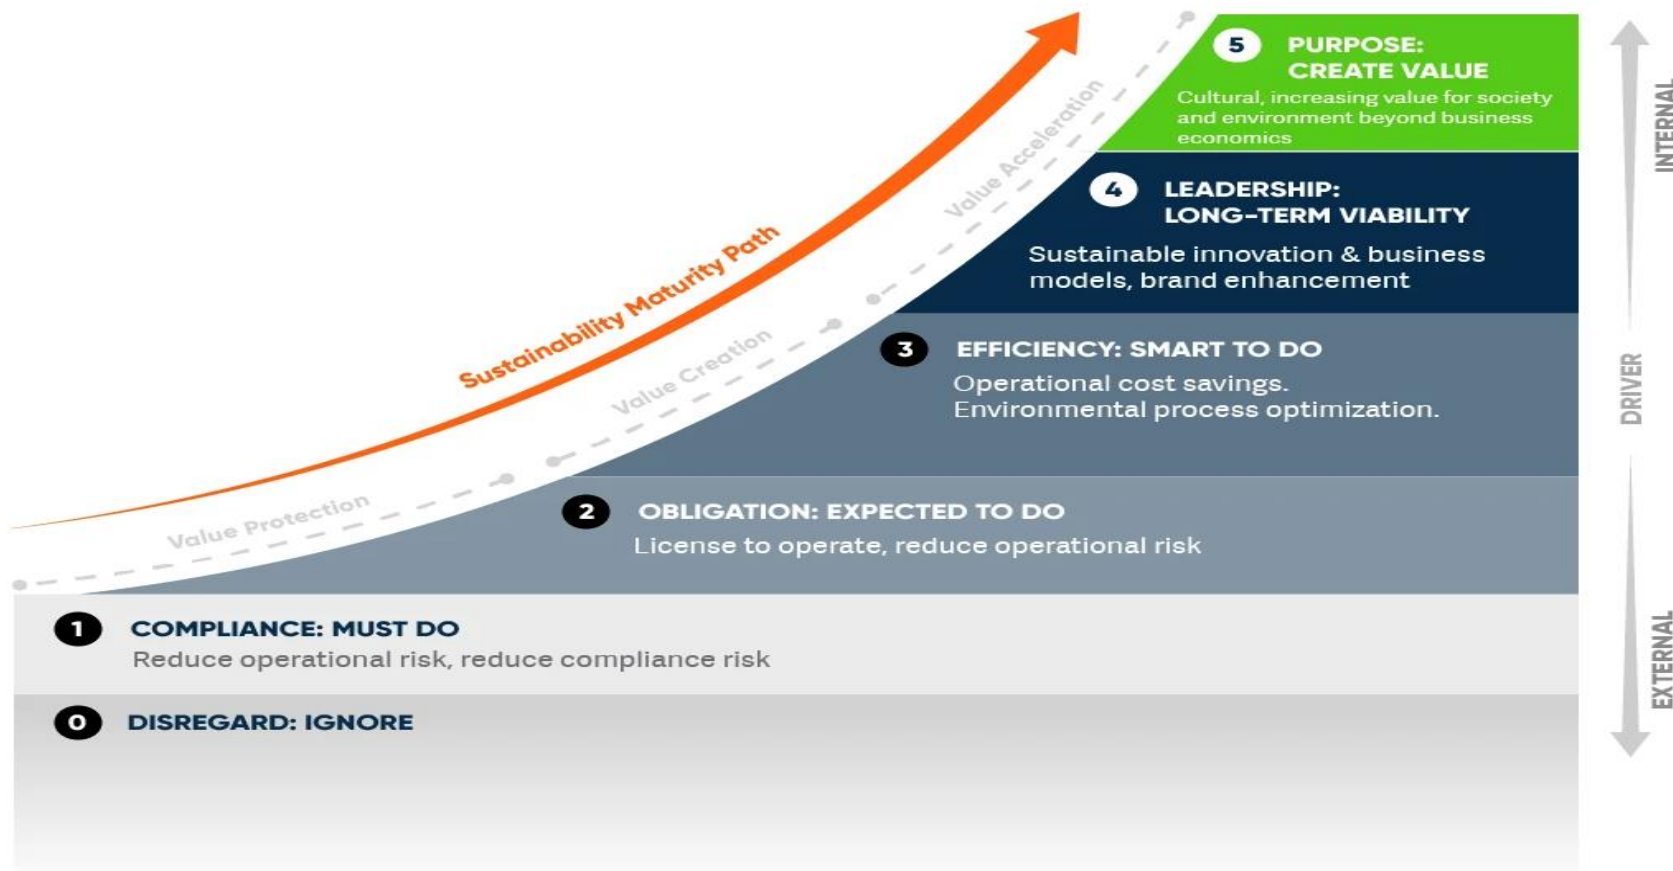 5
PURPOSE:
CREATE VALUE
Cultural, increasing value for society
and environment beyond business
economics
4
LEADERSHIP:
LONG-TERM VIABILITY
Sustainable innovation & business
models, brand enhancement
3
EFFICIENCY: SMART TO DO
Operational cost savings.
Environmental process optimization.
2
OBLIGATION: EXPECTED TO DO
License to operate, reduce operational risk
1
COMPLIANCE: MUST DO
Reduce operational risk, reduce compliance risk
0
DISREGARD: IGNORE
Sustainability Maturity Path
Value Protection
Value Creation
Value Acceleration
INTERNAL
DRIVER
EXTERNAL